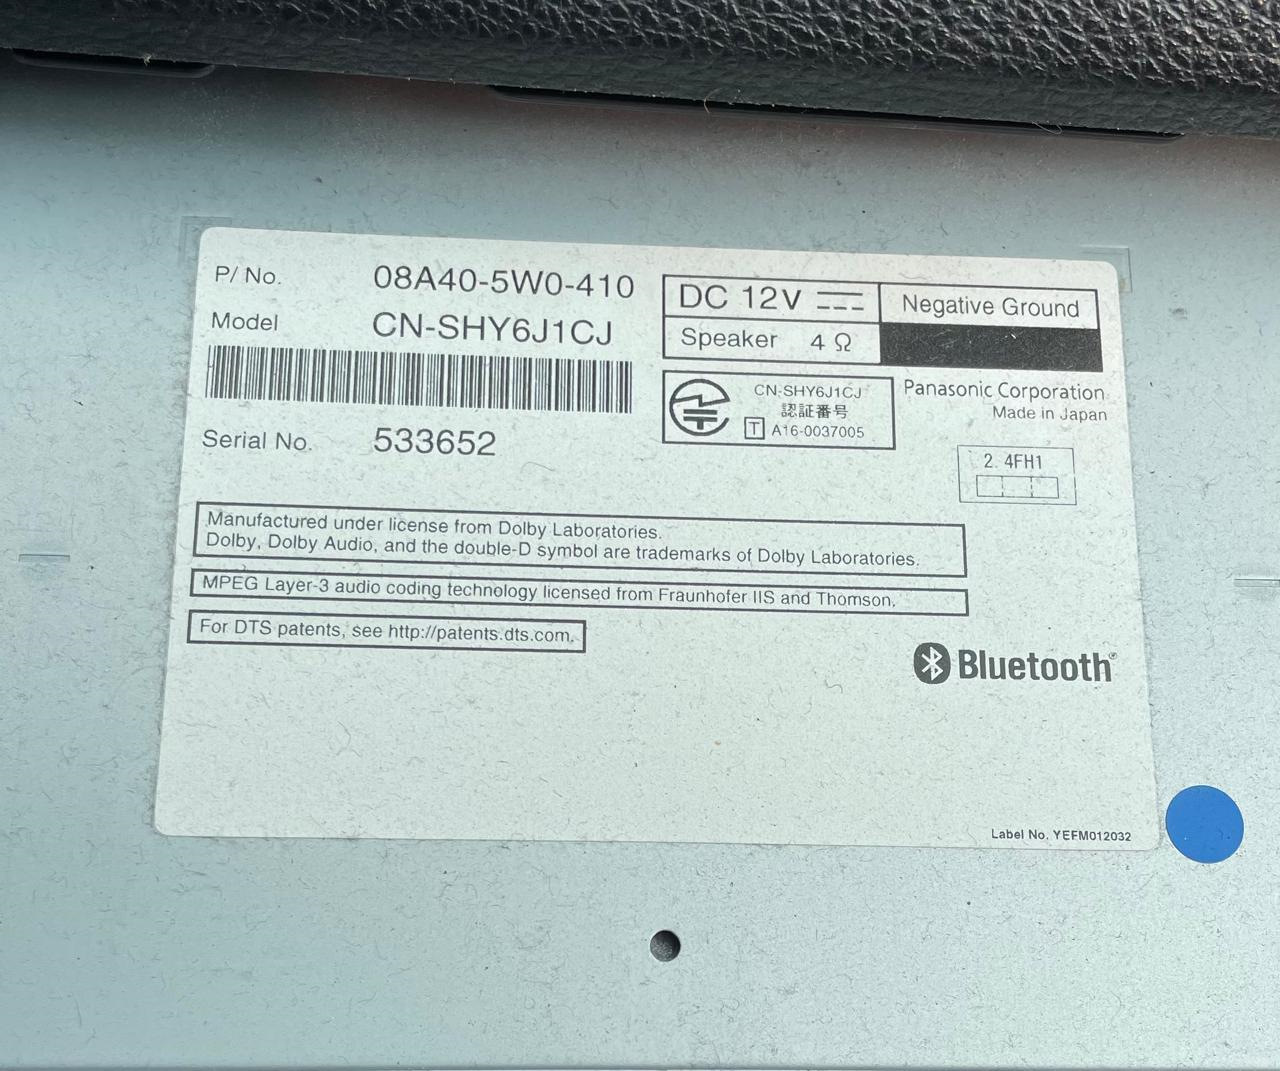 P/ No. 08A40-5W0-410
Model CN-SHY6J1CJ
Serial No. 533652
DC 12V Negative Ground
Speaker 4 Ω
CN-SHY6J1CJ
認証番号
T A16-0037005
Panasonic Corporation
Made in Japan
2.4FH1
Manufactured under license from Dolby Laboratories.
Dolby, Dolby Audio, and the double-D symbol are trademarks of Dolby Laboratories.
MPEG Layer-3 audio coding technology licensed from Fraunhofer IIS and Thomson.
For DTS patents, see http://patents.dts.com.
Bluetooth®
Label No. YEFM012032